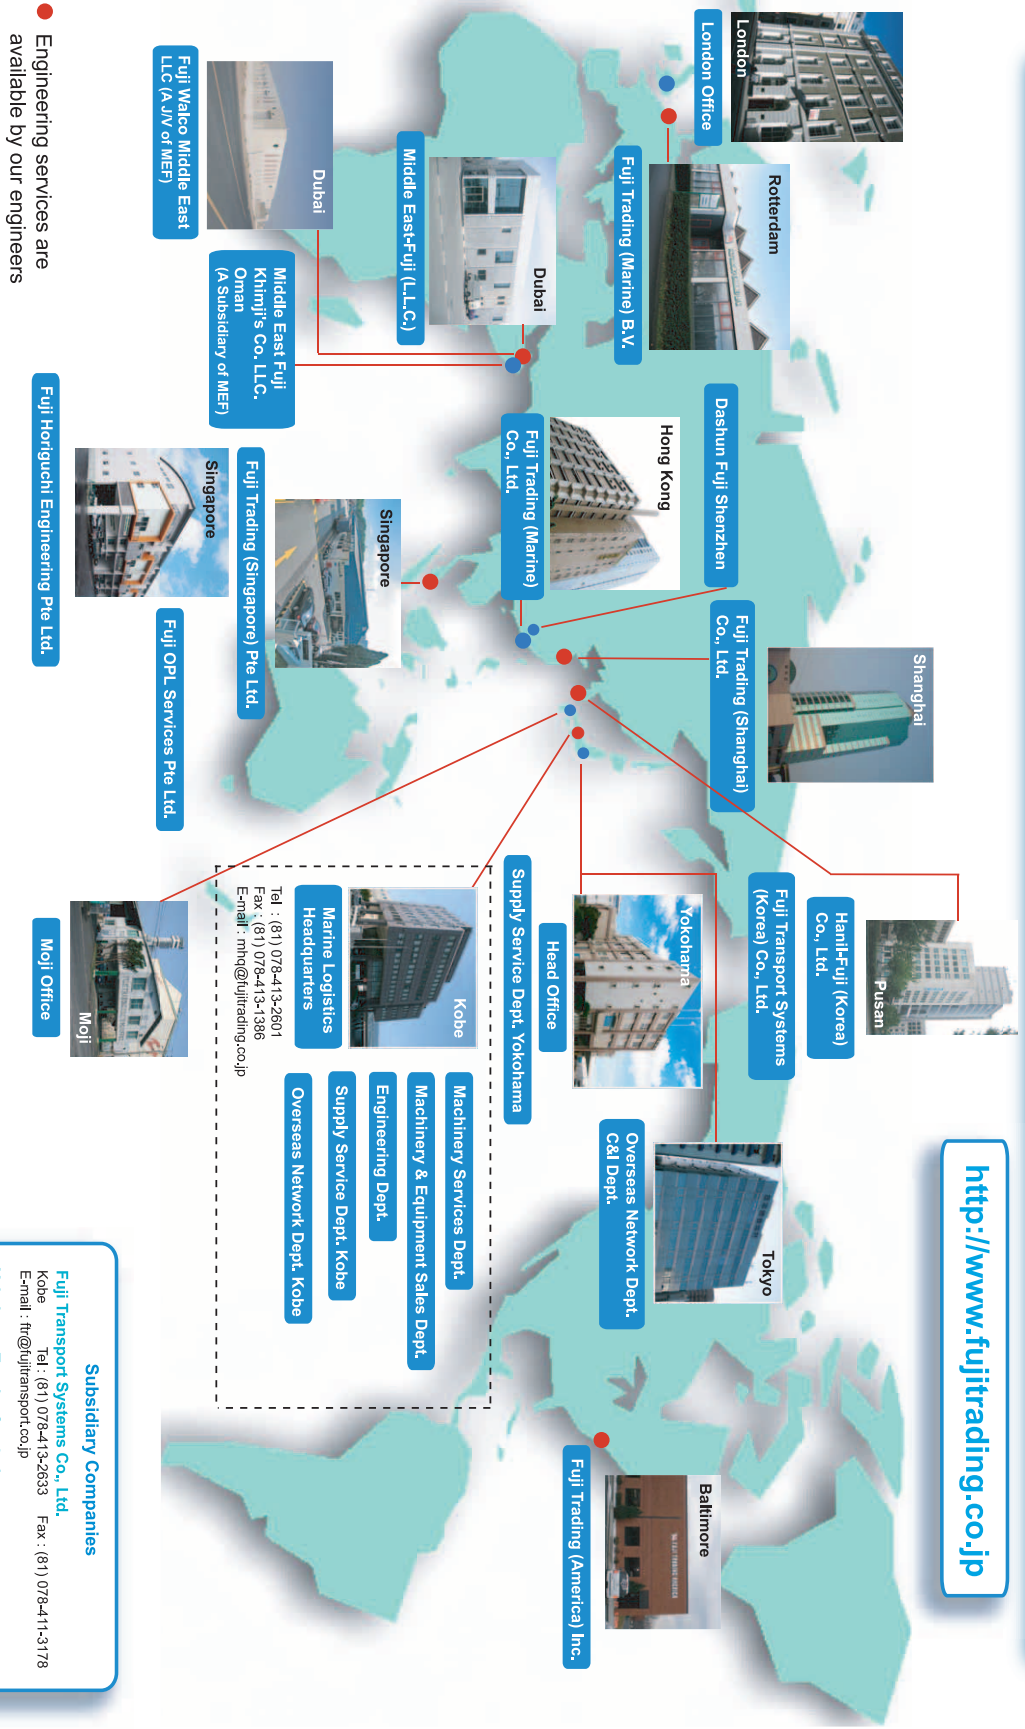 http://www.fujitrading.co.jp
London
London Office
Rotterdam
Fuji Trading (Marine) B.V.
Dubai
Middle East-Fuji (L.L.C.)
Dubai
Fuji Walco Middle East
LLC (A J/V of MEF)
Middle East Fuji
Khimji's Co. LLC.
Oman
(A Subsidiary of MEF)
Dashun Fuji Shenzhen
Hong Kong
Fuji Trading (Marine)
Co., Ltd.
Shanghai
Fuji Trading (Shanghai)
Co., Ltd.
Singapore
Fuji Trading (Singapore) Pte Ltd.
Singapore
Fuji Horiguchi Engineering Pte Ltd.
Fuji OPL Services Pte Ltd.
Pusan
Hanil-Fuji (Korea)
Co., Ltd.
Fuji Transport Systems
(Korea) Co., Ltd.
Yokohama
Head Office
Supply Service Dept. Yokohama
Tokyo
Overseas Network Dept.
C&I Dept.
Kobe
Marine Logistics
Headquarters
Tel : (81) 078-413-2601
Fax : (81) 078-413-1386
E-mail : mhq@fujitrading.co.jp
Machinery Services Dept.
Machinery & Equipment Sales Dept.
Engineering Dept.
Supply Service Dept. Kobe
Overseas Network Dept. Kobe
Moji
Moji Office
Baltimore
Fuji Trading (America) Inc.
Engineering services are
available by our engineers
Subsidiary Companies
Fuji Transport Systems Co., Ltd.
Kobe Tel : (81) 078-413-2633 Fax : (81) 078-411-3178
E-mail : ftr@fujitransport.co.jp